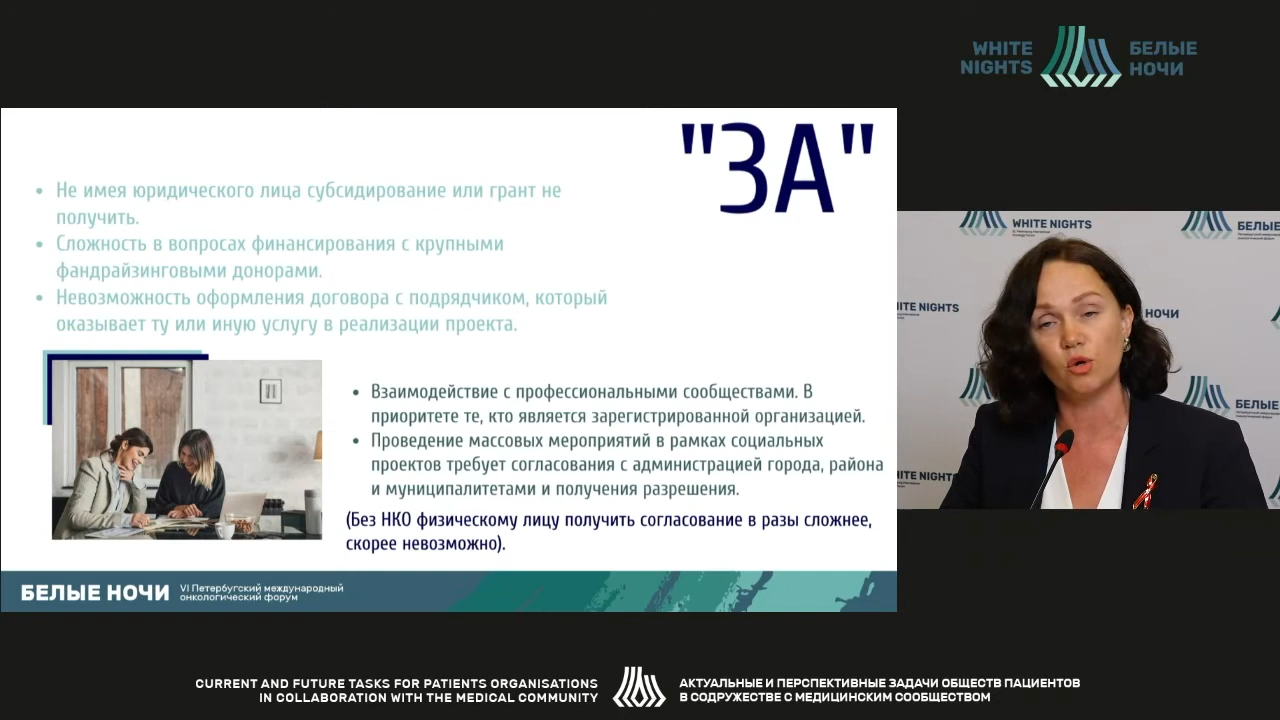 WHITE
NIGHTS
БЕЛЫЕ
НОЧИ
"ЗА"
• Не имея юридического лица субсидирование или грант не
получить.
• Сложность в вопросах финансирования с крупными
фандрайзинговыми донорами.
• Невозможность оформления договора с подрядчиком, который
оказывает ту или иную услугу в реализации проекта.
• Взаимодействие с профессиональными сообществами. В
приоритете те, кто являлся зарегистрированной организацией.
• Проведение массовых мероприятий в рамках социальных
проектов требует согласования с администрацией города, района
и муниципалитетами и получения разрешения.
(Без НКО физическому лицу получить согласование в разы сложнее,
скорее невозможно).
БЕЛЫЕ НОЧИ
VI Петербугский международный
онкологический форум
WHITE NIGHTS
БЕЛЫЕ
ITE NIGHTS
НОЧИ
БЕЛЫЕ
ITE NIGHTS
CURRENT AND FUTURE TASKS FOR PATIENTS ORGANISATIONS
IN COLLABORATION WITH THE MEDICAL COMMUNITY
АКТУАЛЬНЫЕ И ПЕРСПЕКТИВНЫЕ ЗАДАЧИ ОБЩЕСТВ ПАЦИЕНТОВ
В СОДРУЖЕСТВЕ С МЕДИЦИНСКИМ СООБЩЕСТВОМ